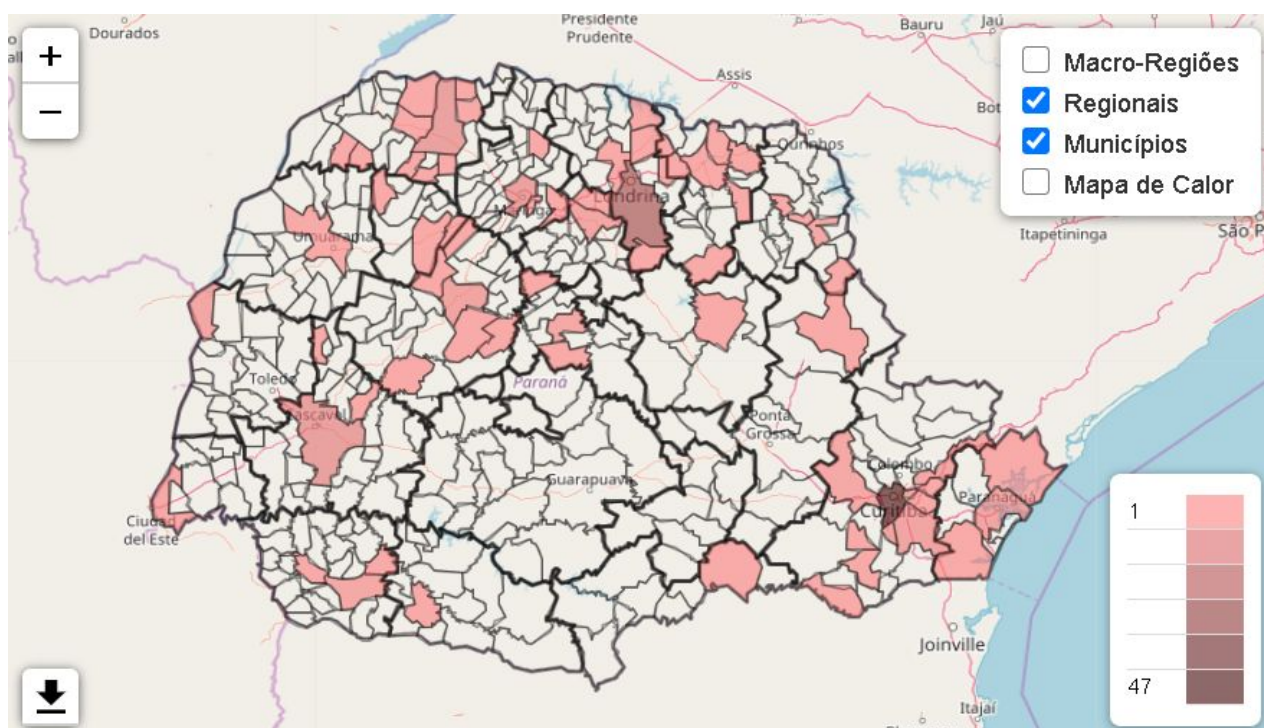 Dourados
Presidente
Prudente
Assis
Bauru
Jaú
+
−
Macro-Regiões
Regionais
Municípios
Mapa de Calor
Ourinhos
Itapetininga
São P
Londrina
Umuarama
Toledo
Cascavel
Paraná
Ponta
Grossa
Guarapuava
Colombo
Curitiba
Paranaguá
Ciudad
del Este
Joinville
Itajaí
1
47